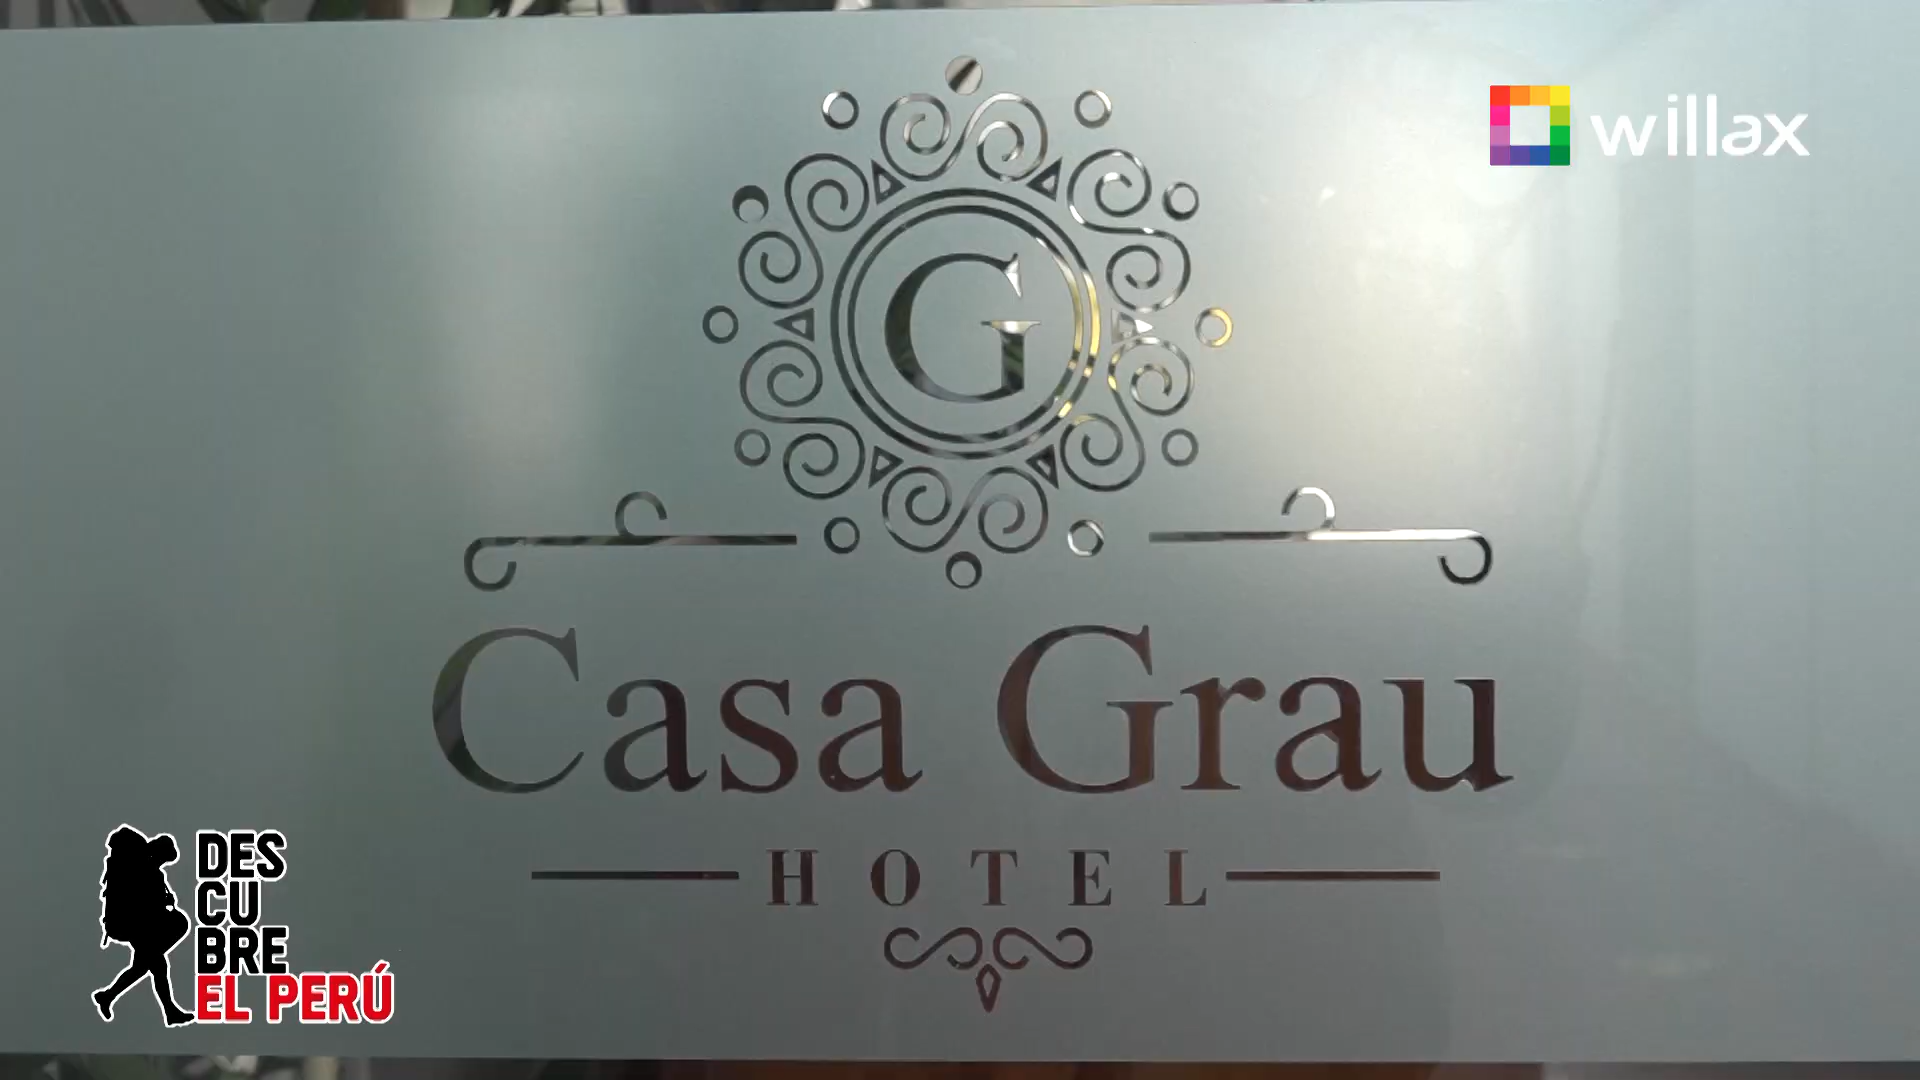 willax
G
Casa Grau
HOTEL
DES
CU
BRE
EL PERÚ